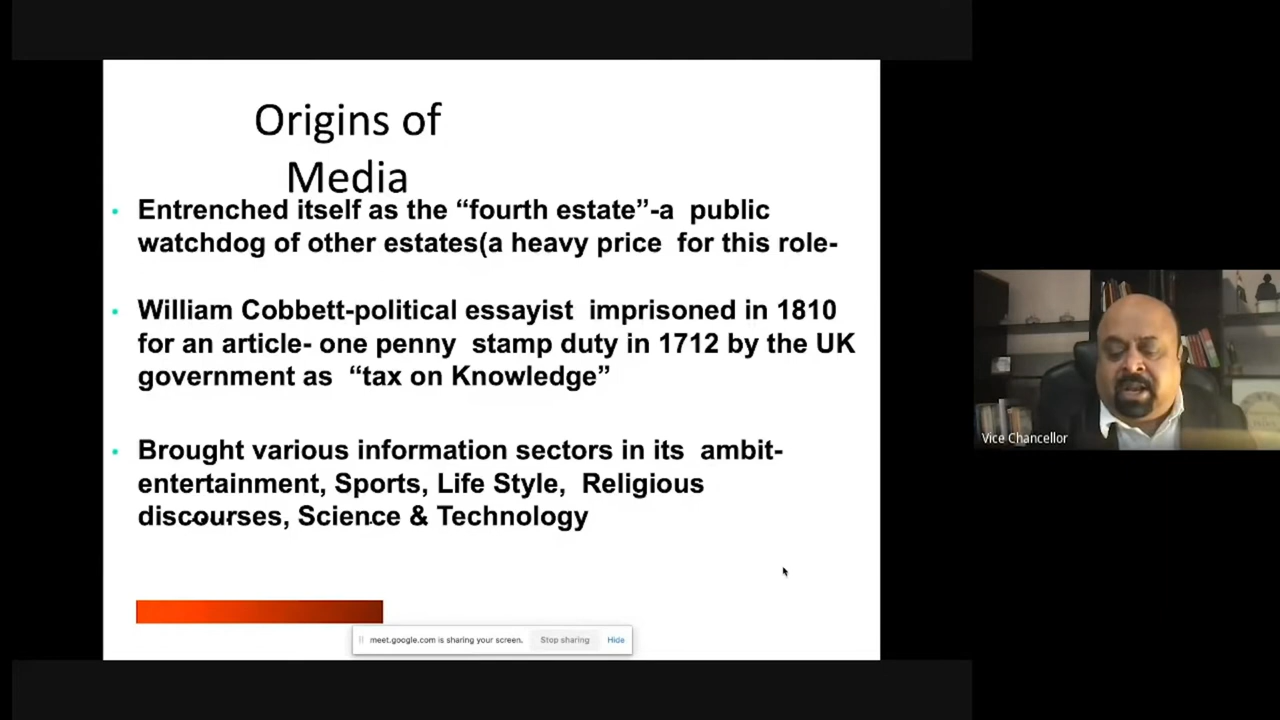 Origins of
Media
• Entrenched itself as the “fourth estate”-a public
watchdog of other estates(a heavy price for this role-
• William Cobbett-political essayist imprisoned in 1810
for an article- one penny stamp duty in 1712 by the UK
government as “tax on Knowledge”
• Brought various information sectors in its ambit-
entertainment, Sports, Life Style, Religious
discourses, Science & Technology
meet.google.com is sharing your screen. Stop sharing Hide
Vice Chancellor